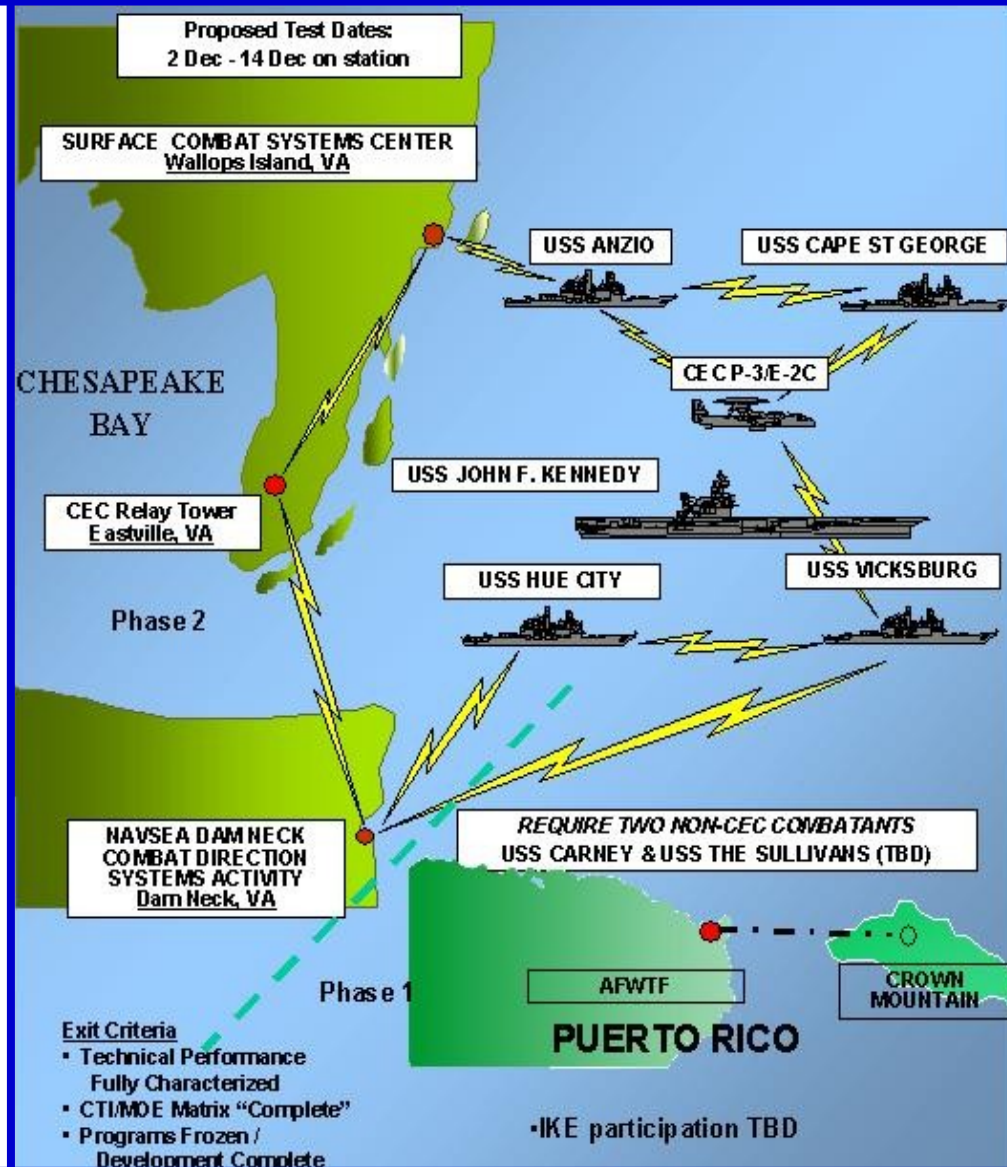 Proposed Test Dates:
2 Dec - 14 Dec on station
SURFACE COMBAT SYSTEMS CENTER
Wallops Island, VA
USS ANZIO
USS CAPE ST GEORGE
CEC P-3/E-2C
CHESAPEAKE
BAY
USS JOHN F. KENNEDY
CEC Relay Tower
Eastville, VA
USS HUE CITY
USS VICKSBURG
Phase 2
NAVSEA DAM NECK
COMBAT DIRECTION
SYSTEMS ACTIVITY
Dam Neck, VA
REQUIRE TWO NON-CEC COMBATANTS
USS CARNEY & USS THE SULLIVANS (TBD)
Phase 1
AFWTF
CROWN
MOUNTAIN
PUERTO RICO
Exit Criteria
• Technical Performance
Fully Characterized
• CTI/MOE Matrix "Complete"
• Programs Frozen /
Development Complete
•IKE participation TBD